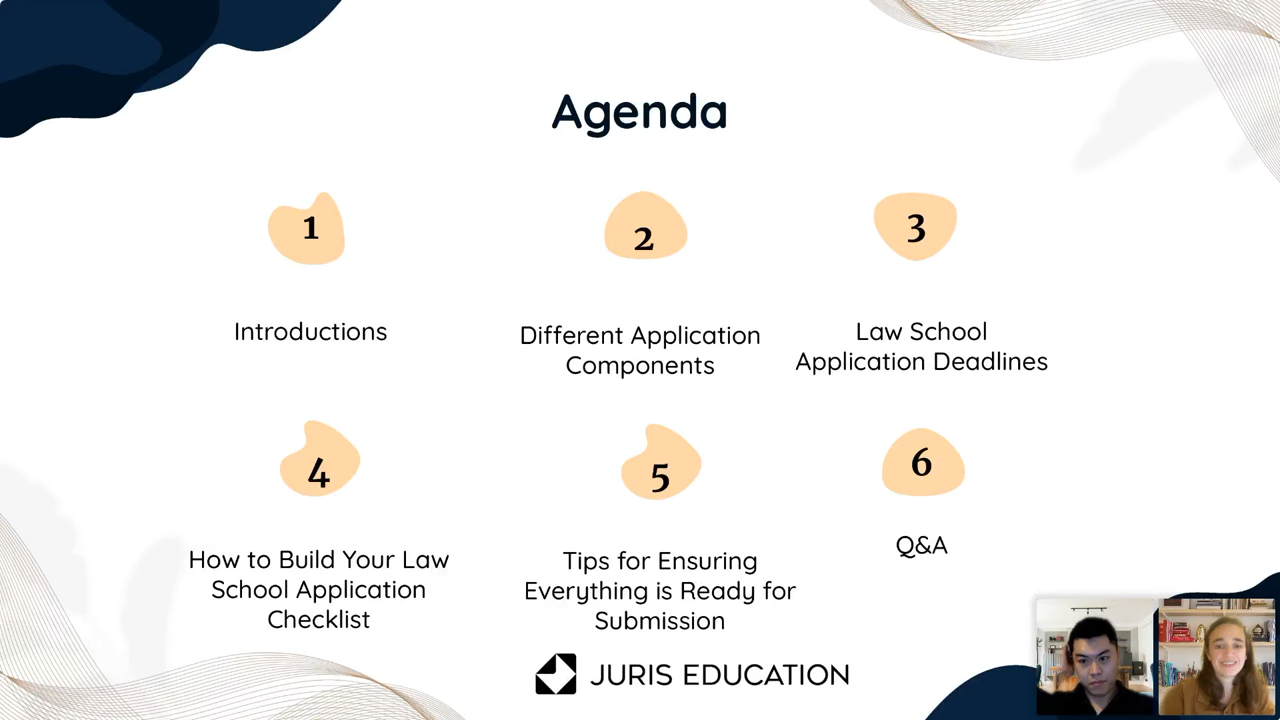 Agenda
1
Introductions
2
Different Application
Components
3
Law School
Application Deadlines
4
How to Build Your Law
School Application
Checklist
5
Tips for Ensuring
Everything is Ready for
Submission
6
Q&A
JURIS EDUCATION